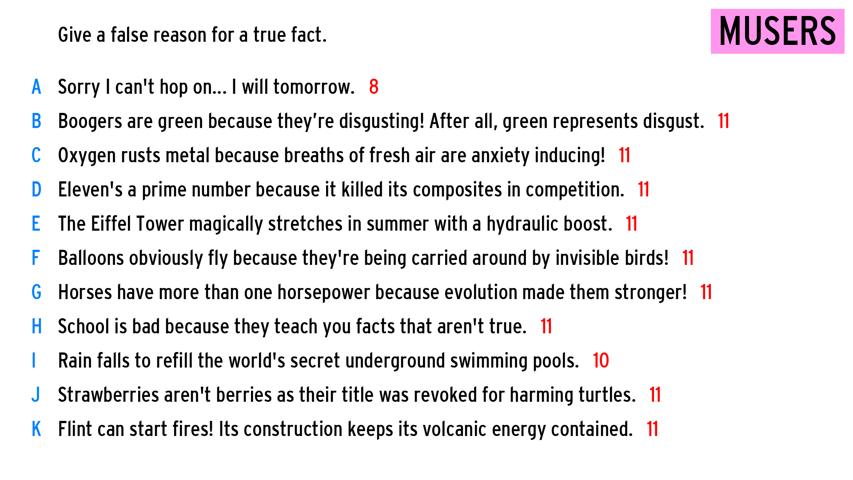 Give a false reason for a true fact.
MUSERS
A Sorry I can't hop on... I will tomorrow. 8
B Boogers are green because they’re disgusting! After all, green represents disgust. 11
C Oxygen rusts metal because breaths of fresh air are anxiety inducing! 11
D Eleven's a prime number because it killed its composites in competition. 11
E The Eiffel Tower magically stretches in summer with a hydraulic boost. 11
F Balloons obviously fly because they're being carried around by invisible birds! 11
G Horses have more than one horsepower because evolution made them stronger! 11
H School is bad because they teach you facts that aren't true. 11
I Rain falls to refill the world's secret underground swimming pools. 10
J Strawberries aren't berries as their title was revoked for harming turtles. 11
K Flint can start fires! Its construction keeps its volcanic energy contained. 11